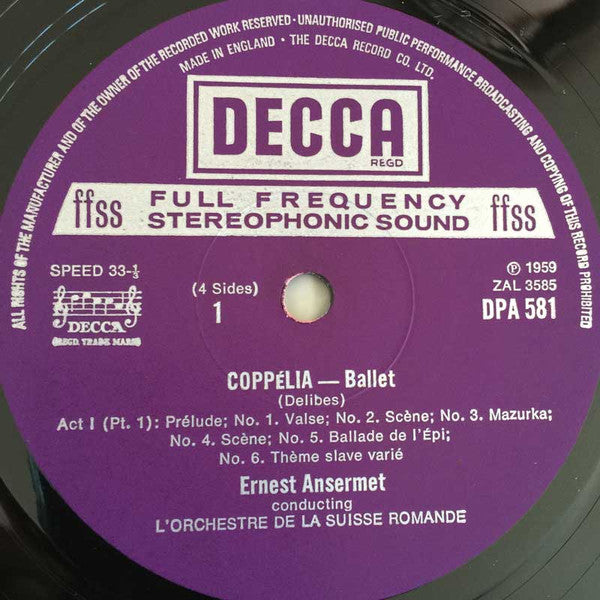 ALL RIGHTS OF THE MANUFACTURER AND OF THE OWNER OF THE RECORDED WORK RESERVED · UNAUTHORISED PUBLIC PERFORMANCE BROADCASTING AND COPYING OF THIS RECORD PROHIBITED
MADE IN ENGLAND · THE DECCA RECORD CO. LTD.
DECCA
REGD
ffss FULL FREQUENCY ffss
STEREOPHONIC SOUND
SPEED 33-⅓
℗ 1959
ZAL 3585
DPA 581
(4 Sides)
1
DECCA
REGD. TRADE MARK
COPPÉLIA — Ballet
(Delibes)
Act I (Pt. 1): Prélude; No. 1. Valse; No. 2. Scène; No. 3. Mazurka;
No. 4. Scène; No. 5. Ballade de l'Épi;
No. 6. Thème slave varié
Ernest Ansermet
conducting
L'ORCHESTRE DE LA SUISSE ROMANDE